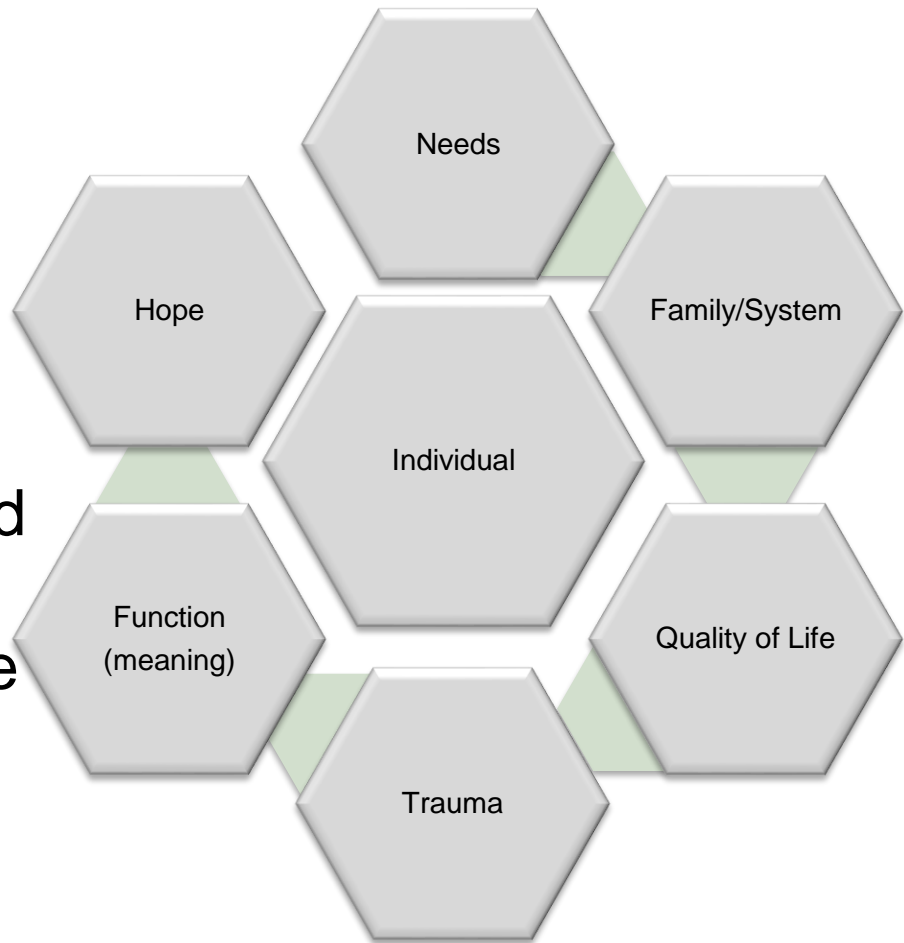 Needs
Hope
Family/System
Individual
d
Function
(meaning)
e
Quality of Life
Trauma